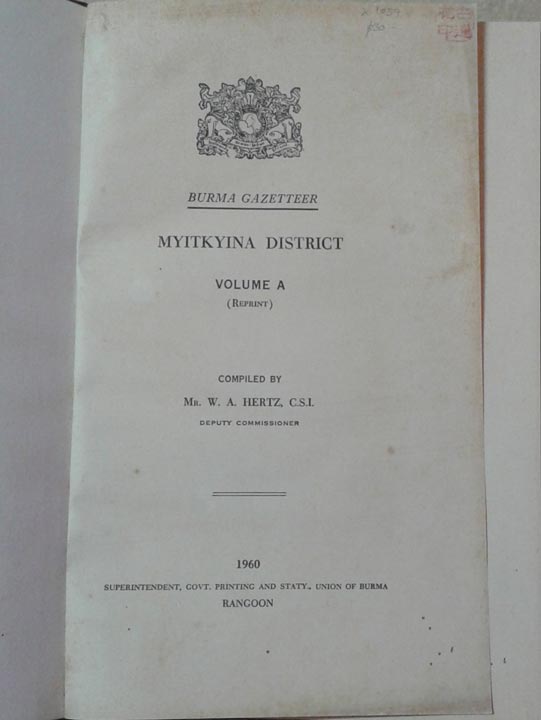 BURMA GAZETTEER
MYITKYINA DISTRICT
VOLUME A
(REPRINT)
COMPILED BY
MR. W. A. HERTZ, C.S.I.
DEPUTY COMMISSIONER
1960
SUPERINTENDENT, GOVT. PRINTING AND STATY., UNION OF BURMA
RANGOON